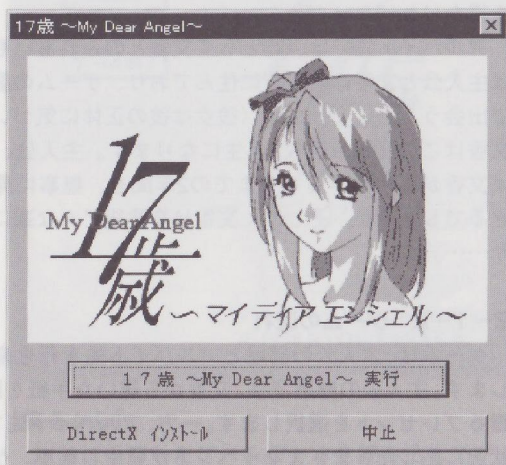 17歳 ～My Dear Angel～
17歳
My Dear Angel
～マイ ディア エンジェル～
１７歳 ～My Dear Angel～ 実行
DirectX ｲﾝｽﾄｰﾙ
中止